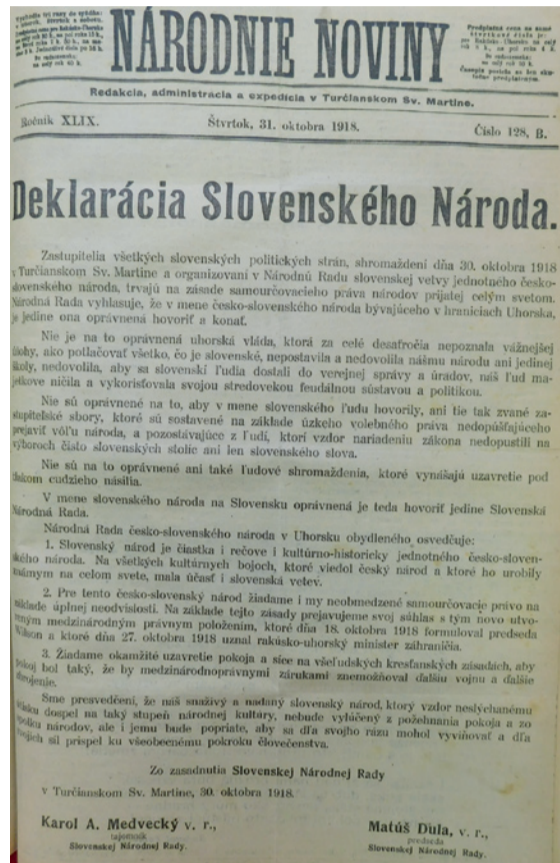 NÁRODNIE NOVINY
Redakcia, administrácia a expedícia v Turčianskom Sv. Martine.
Ročník XLIX.
Štvrtok, 31. oktobra 1918.
Číslo 128, B.
Deklarácia Slovenského Národa.
Zastupitelia všetkých slovenských politických strán, shromaždení dňa 30. oktobra 1918
v Turčianskom Sv. Martine a organizovaní v Národnú Radu slovenskej vetvy jednotného česko-
slovenského národa, trvajú na zásade samourčovacieho práva národov prijatej celým svetom.
Národná Rada vyhlasuje, že v mene česko-slovenského národa bývajúceho v hraniciach Uhorska,
je jedine ona oprávnená hovoriť a konať.
Nie je na to oprávnená uhorská vláda, ktorá za celé desaťročia nepoznala vážnejšej
úlohy, ako potlačovať všetko, čo je slovenské, nepostavila a nedovolila nášmu národu ani jedinej
školy, nedovolila, aby sa slovenski ľudia dostali do verejnej správy a úradov, náš ľud ma-
jetkove ničila a vykorisťovala svojou stredovekou feudálnou sústavou a politikou.
Nie sú oprávnené na to, aby v mene slovenského ľudu hovorily, ani tie tak zvané za-
stupiteľské sbory, ktoré sú sostavené na základe úzkeho volebného práva nedopúšťajúceho
prejaviť vôľu národa, a pozostávajúce z ľudí, ktorí vzdor nariadeniu zákona nedopustili na
výboroch čisto slovenských stolíc ani len slovenského slova.
Nie sú na to oprávnené ani také ľudové shromaždenia, ktoré vynášajú uzavretie pod
tlakom cudzieho násilia.
V mene slovenského národa na Slovensku oprávnená je teda hovoriť jedine Slovenská
Národná Rada.
Národná Rada česko-slovenského národa v Uhorsku obydleného osvedčuje:
1. Slovenský národ je čiastka i rečove i kultúrno-historicky jednotného česko-sloven-
ského národa. Na všetkých kultúrnych bojoch, ktoré viedol český národ a ktoré ho urobily
známym na celom svete, mala účasť i slovenská vetev.
2. Pre tento česko-slovenský národ žiadame i my neobmedzené samourčovacie právo na
základe úplnej neodvislosti. Na základe tejto zásady prejavujeme svoj súhlas s tým novo utvo-
reným medzinárodným právnym položením, ktoré dňa 18. oktobra 1918 formuloval predseda
Wilson a ktoré dňa 27. oktobra 1918 uznal rakúsko-uhorský minister záhraničia.
3. Žiadame okamžité uzavretie pokoja a síce na všeľudských kresťanských zásadách, aby
pokoj bol taký, že by medzinárodnoprávnymi zárukami znemožňoval ďalšiu vojnu a ďalšie
zbrojenie.
Sme presvedčení, že náš snaživý a nadaný slovenský národ, ktorý vzdor neslýchanému
útisku dospel na taký stupeň národnej kultúry, nebude vylúčený z požehnania pokoja a zo
spolku národov, ale i jemu bude popriate, aby sa dľa svojho rázu mohol vyvinovať a dľa
svojich síl prispel ku všeobecnému pokroku človečenstva.
Zo zasadnutia Slovenskej Národnej Rady
v Turčianskom Sv. Martine, 30. oktobra 1918.
Karol A. Medvecký v. r.,
tajomník
Slovenskej Národnej Rady.
Matúš Dula, v. r.,
predseda
Slovenskej Národnej Rady.